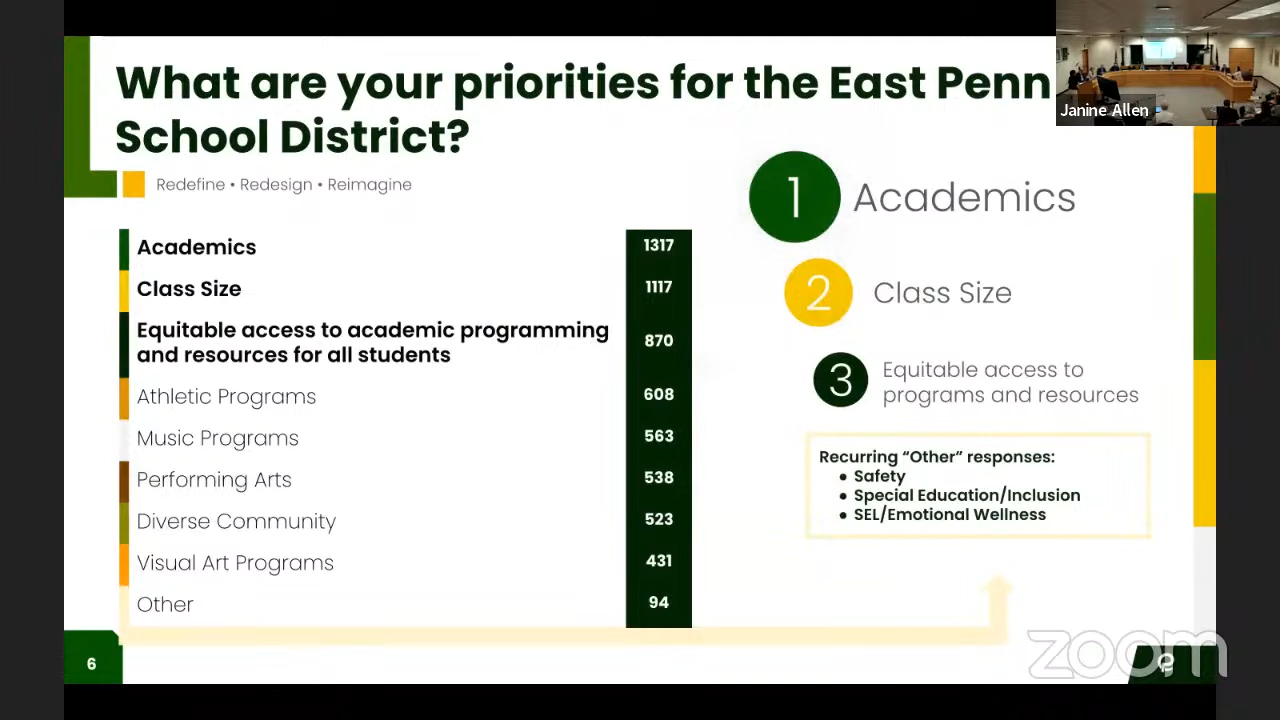 What are your priorities for the East Penn
School District?
Janine Allen
Redefine • Redesign • Reimagine
Academics 1317
Class Size 1117
Equitable access to academic programming
and resources for all students 870
Athletic Programs 608
Music Programs 563
Performing Arts 538
Diverse Community 523
Visual Art Programs 431
Other 94
1 Academics
2 Class Size
3 Equitable access to
programs and resources
Recurring “Other” responses:
• Safety
• Special Education/Inclusion
• SEL/Emotional Wellness
6
zoom